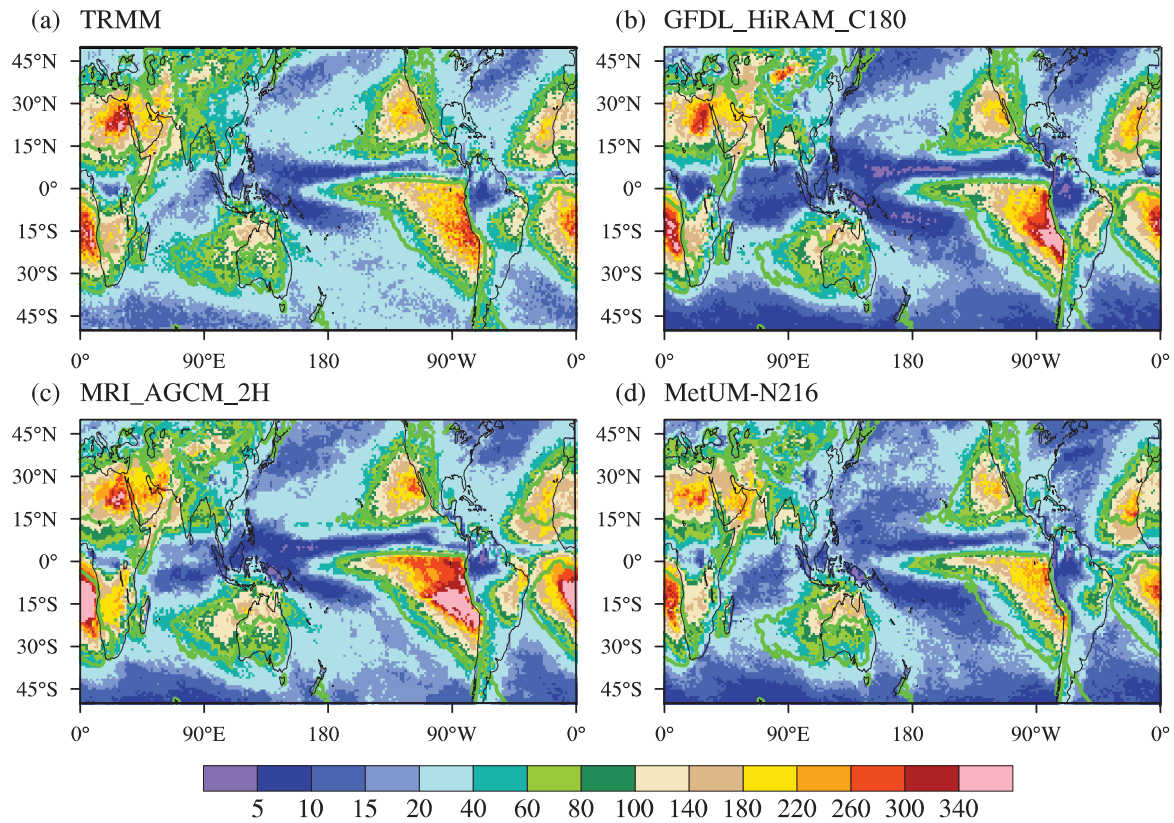 (a) TRMM
(b) GFDL_HiRAM_C180
45°N
30°N
15°N
0°
15°S
30°S
45°S
0° 90°E 180 90°W 0°
45°N
30°N
15°N
0°
15°S
30°S
45°S
0° 90°E 180 90°W 0°
(c) MRI_AGCM_2H
(d) MetUM-N216
45°N
30°N
15°N
0°
15°S
30°S
45°S
0° 90°E 180 90°W 0°
45°N
30°N
15°N
0°
15°S
30°S
45°S
0° 90°E 180 90°W 0°
5 10 15 20 40 60 80 100 140 180 220 260 300 340